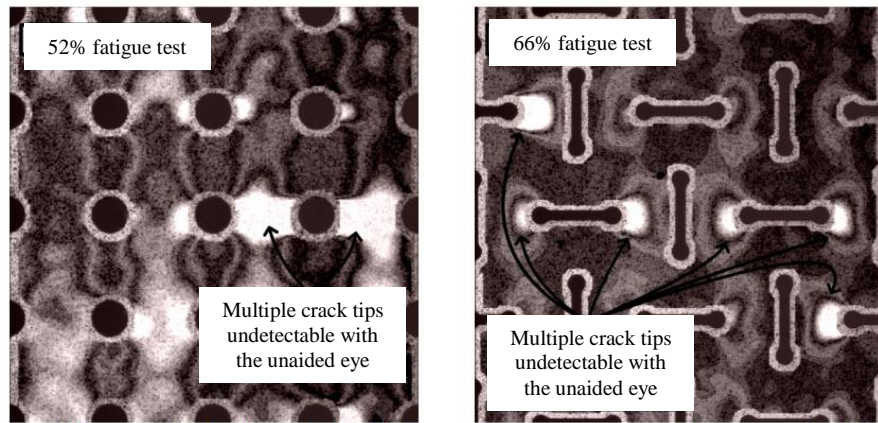 52% fatigue test
Multiple crack tips
undetectable with
the unaided eye
66% fatigue test
Multiple crack tips
undetectable with
the unaided eye